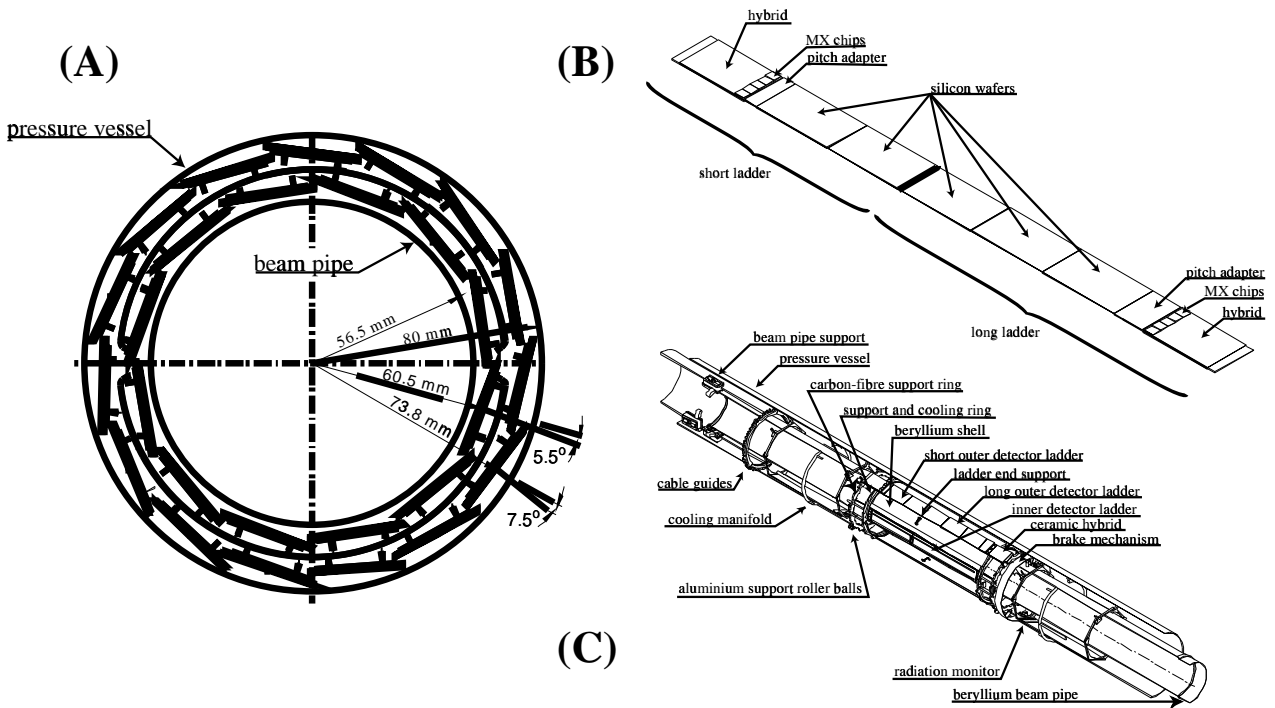 (A)
pressure vessel
beam pipe
56.5 mm
80 mm
60.5 mm
73.8 mm
5.5º
7.5º
(B)
hybrid
MX chips
pitch adapter
silicon wafers
short ladder
long ladder
pitch adapter
MX chips
hybrid
(C)
beam pipe support
pressure vessel
carbon-fibre support ring
support and cooling ring
beryllium shell
short outer detector ladder
ladder end support
long outer detector ladder
inner detector ladder
ceramic hybrid
brake mechanism
cable guides
cooling manifold
aluminium support roller balls
radiation monitor
beryllium beam pipe